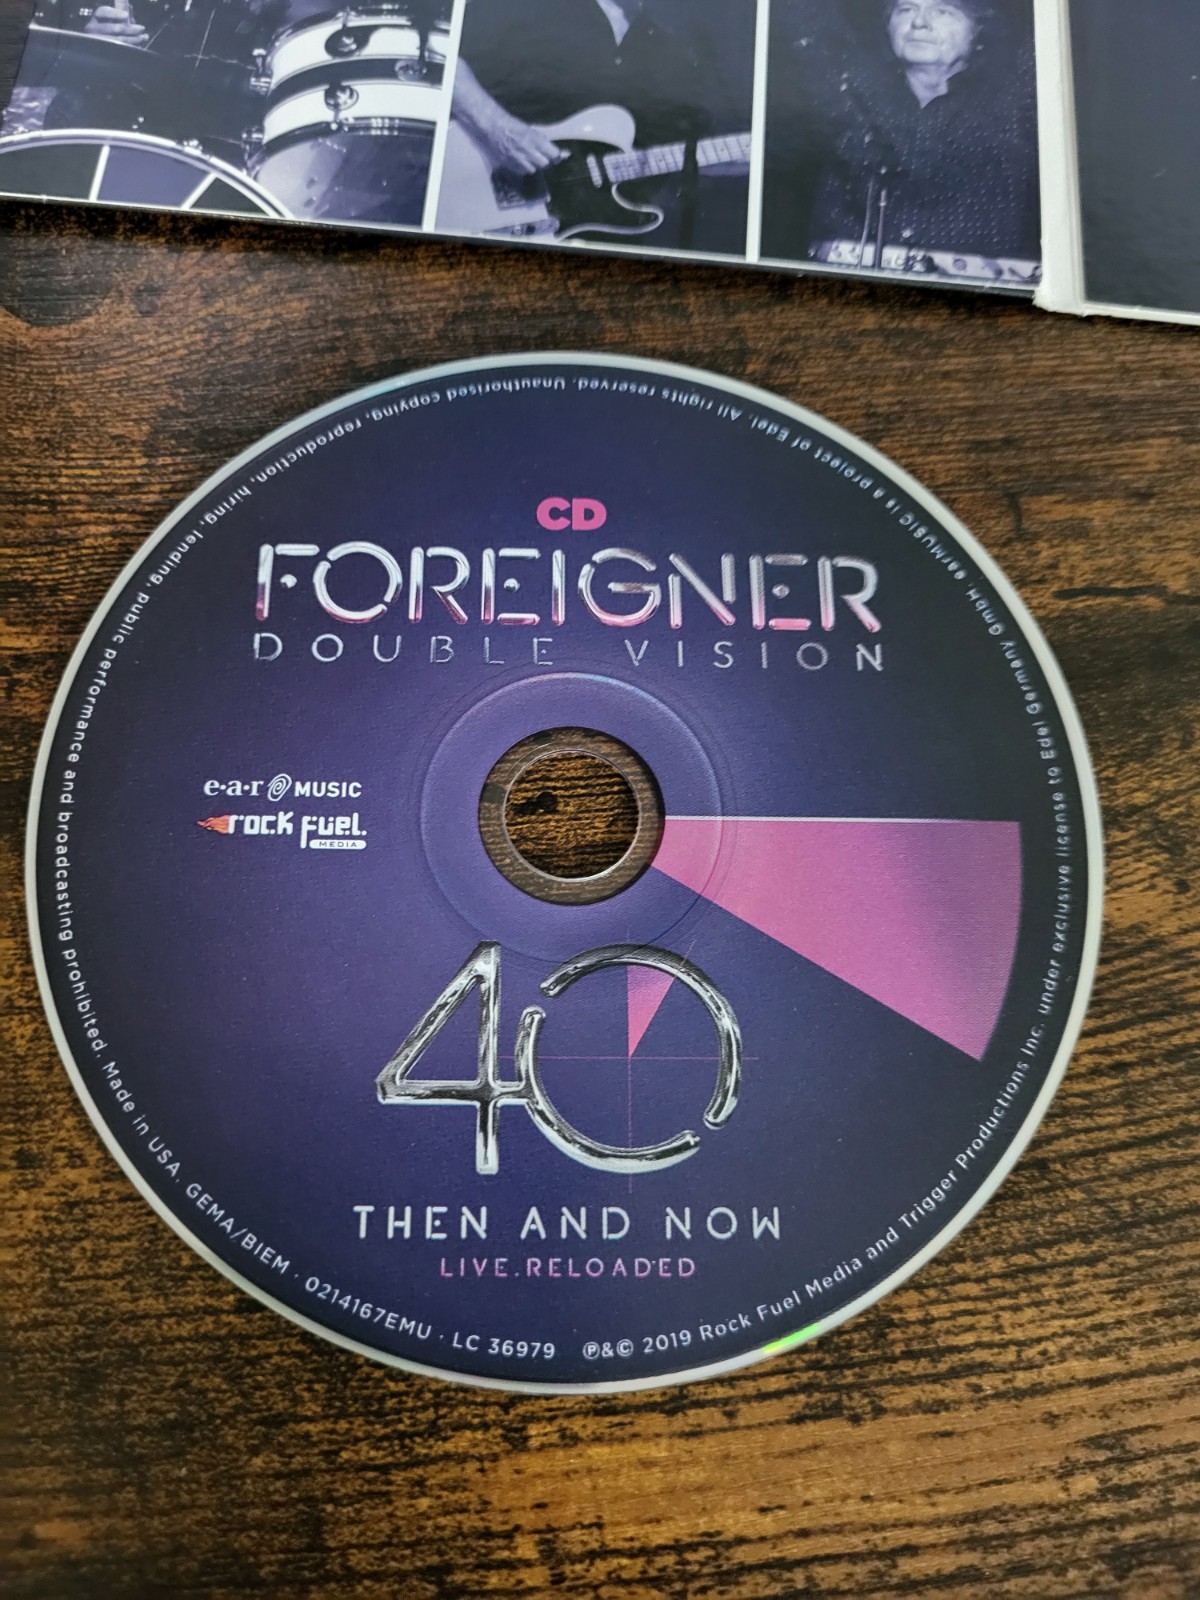 CD
FOREIGNER
DOUBLE VISION
e·a·r MUSIC
rock fuel.
MEDIA
40
THEN AND NOW
LIVE.RELOADED
℗&© 2019 Rock Fuel Media and Trigger Productions Inc. under exclusive license to Edel Germany GmbH. earMUSIC is a project of Edel. All rights reserved. Unauthorised copying, reproduction, hiring, lending, public performance and broadcasting prohibited. Made in USA. GEMA/BIEM · 0214167EMU · LC 36979